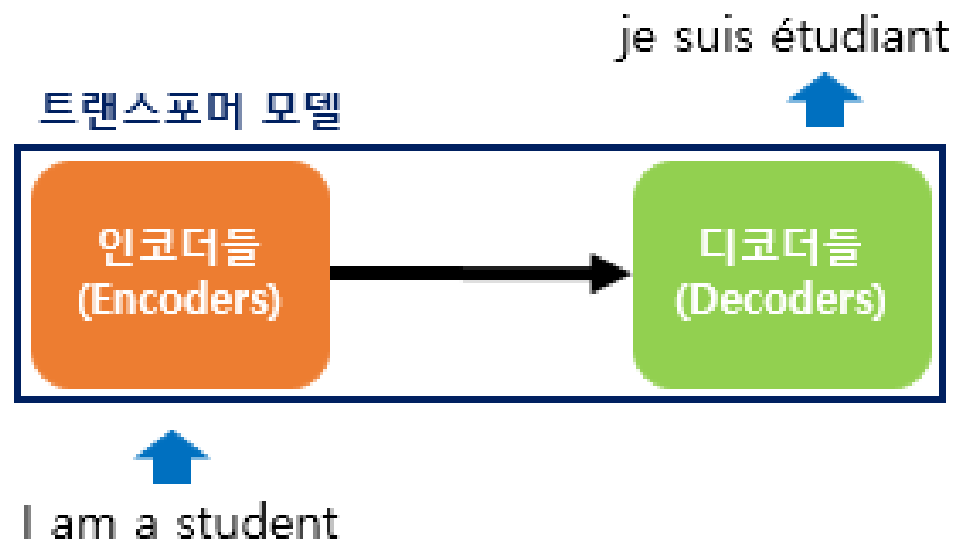 je suis étudiant
트랜스포머 모델
인코더들
(Encoders)
디코더들
(Decoders)
I am a student